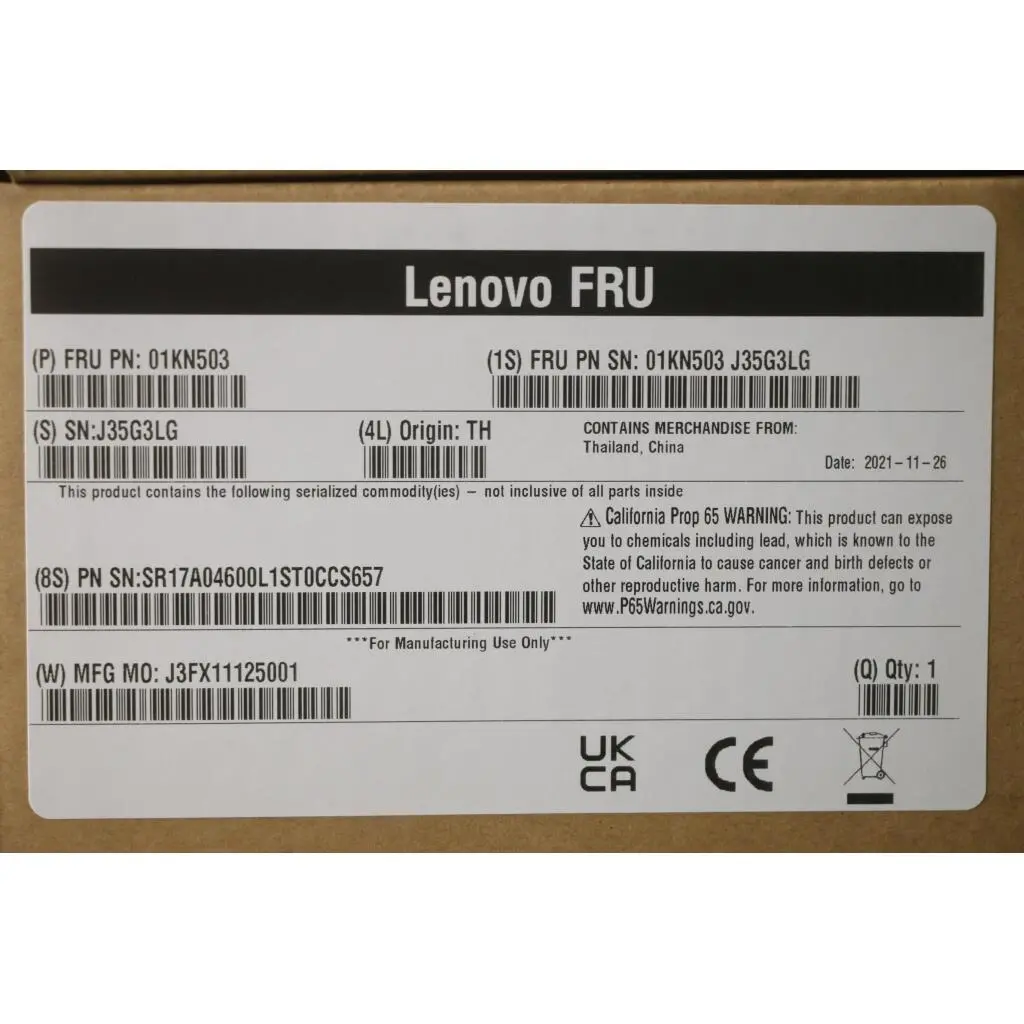 Lenovo FRU
(P) FRU PN: 01KN503
(1S) FRU PN SN: 01KN503 J35G3LG
(S) SN:J35G3LG
(4L) Origin: TH
CONTAINS MERCHANDISE FROM:
Thailand, China
Date: 2021-11-26
This product contains the following serialized commodity(ies) – not inclusive of all parts inside
⚠ California Prop 65 WARNING: This product can expose
you to chemicals including lead, which is known to the
State of California to cause cancer and birth defects or
other reproductive harm. For more information, go to
www.P65Warnings.ca.gov.
(8S) PN SN:SR17A04600L1ST0CCS657
***For Manufacturing Use Only***
(W) MFG MO: J3FX11125001
(Q) Qty: 1
UK
CA
CE